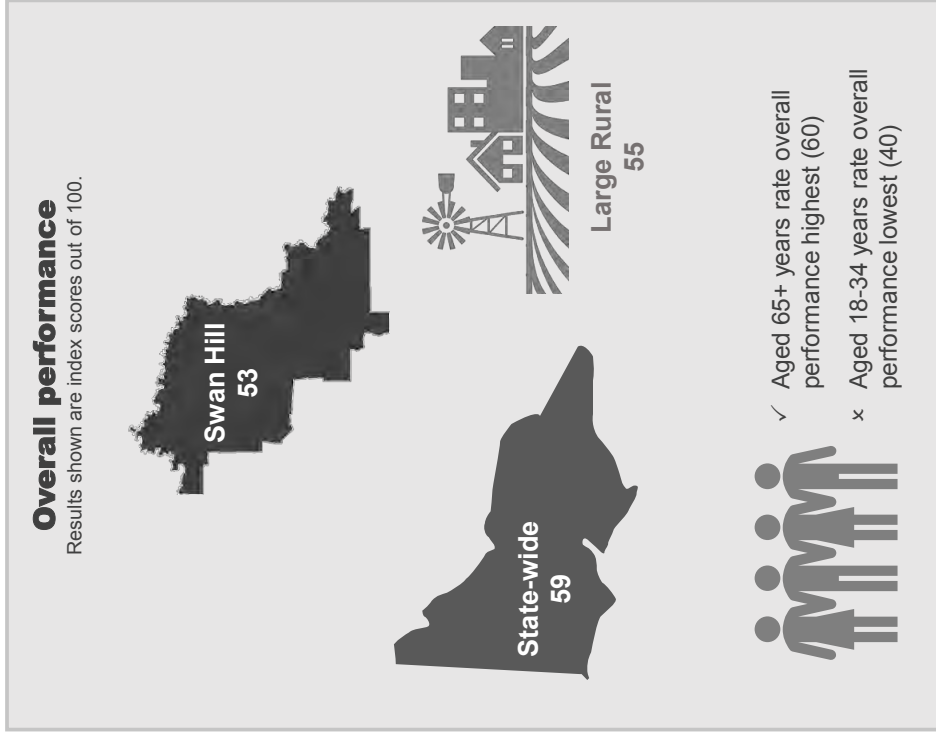 Overall performance
Results shown are index scores out of 100.
Swan Hill
53
State-wide
59
Large Rural
55
✓ Aged 65+ years rate overall
performance highest (60)
× Aged 18-34 years rate overall
performance lowest (40)